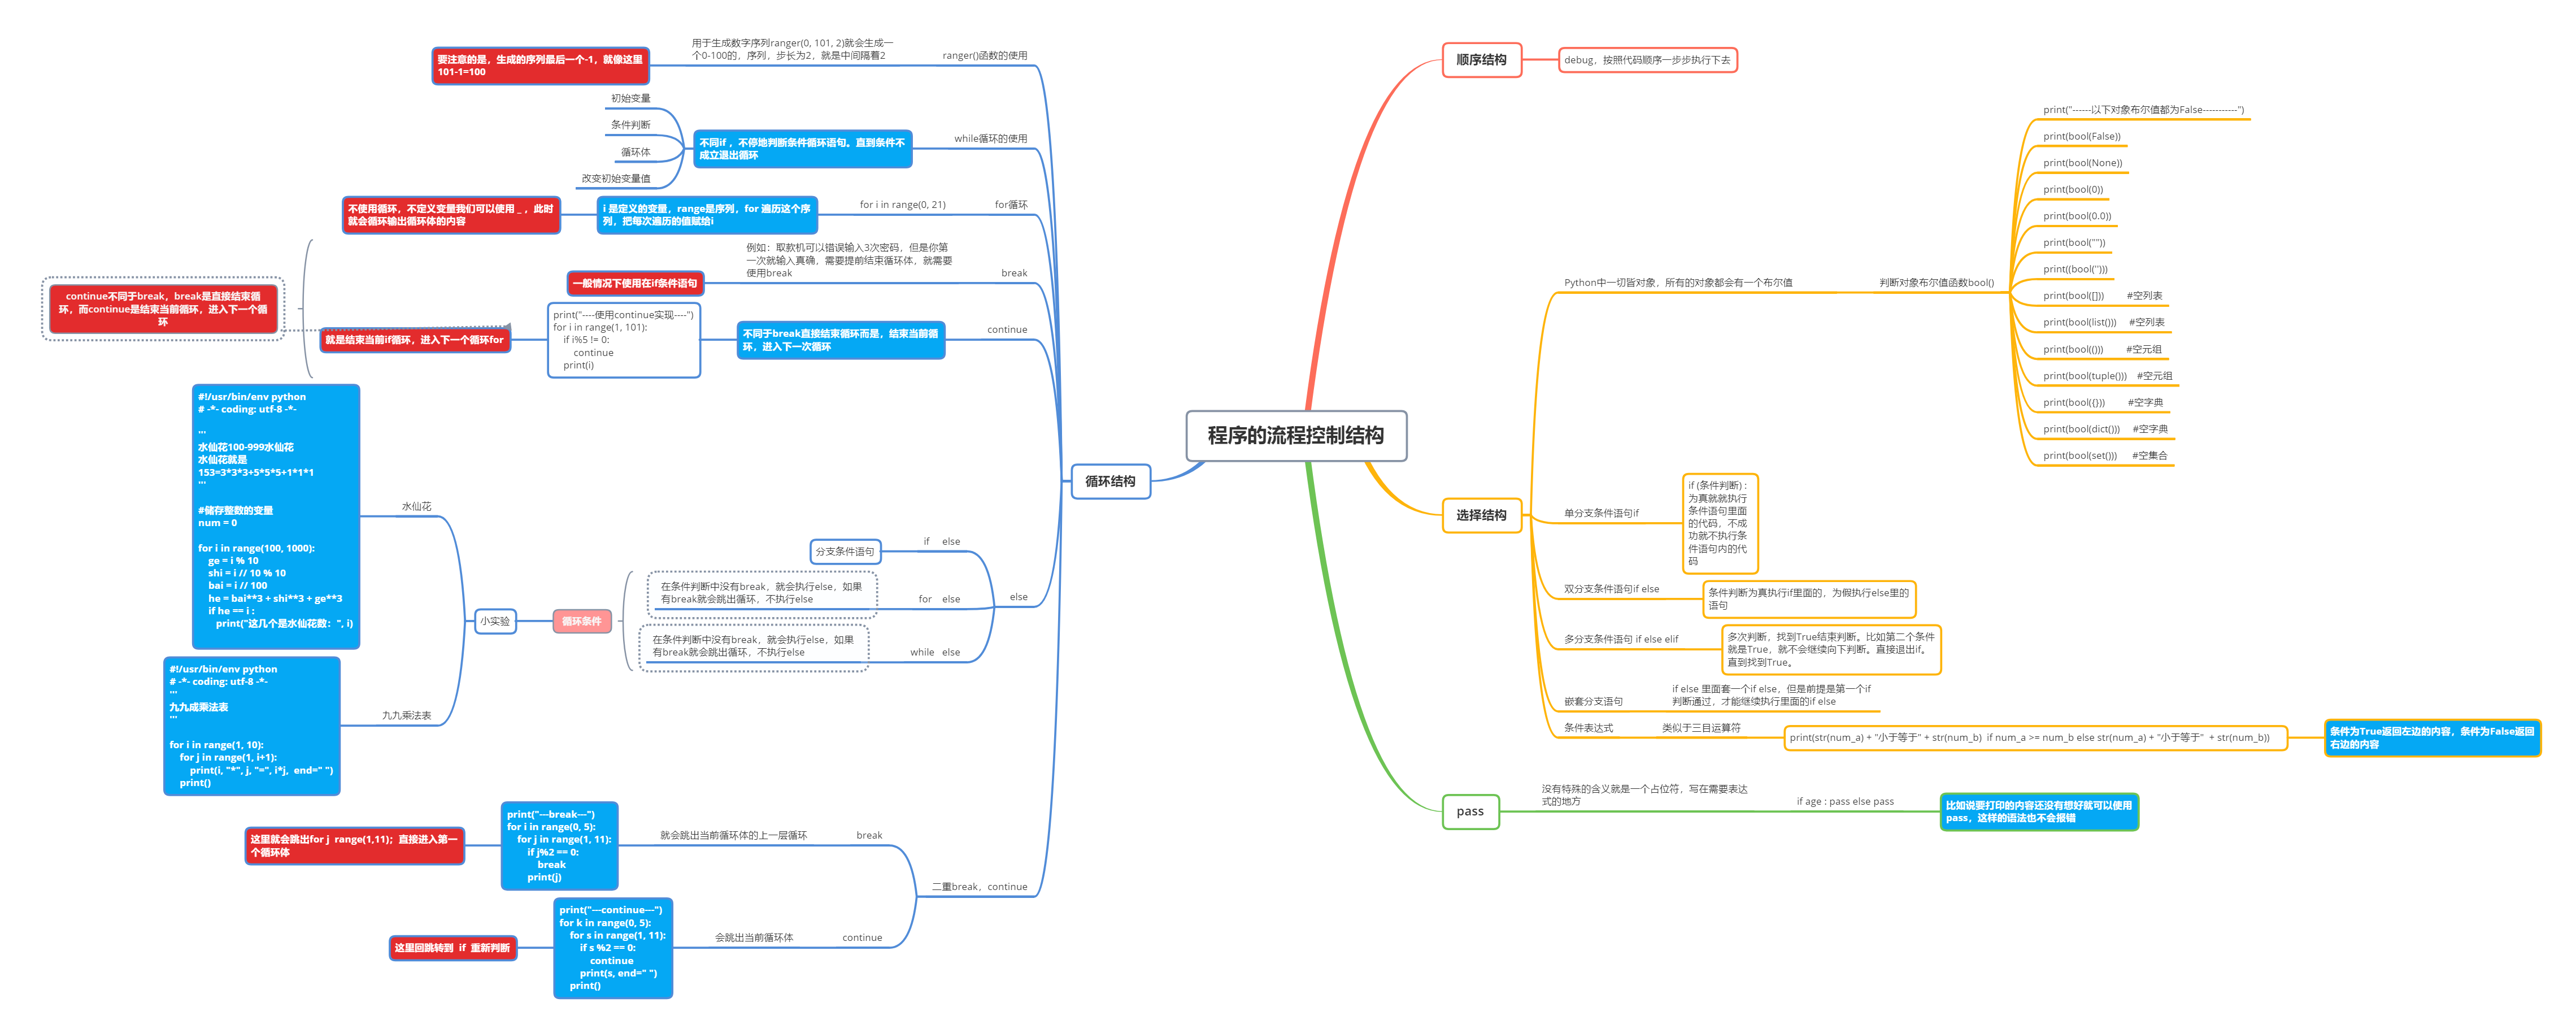 程序的流程控制结构
顺序结构
debug，按照代码顺序一步步执行下去
选择结构
Python中一切皆对象，所有的对象都会有一个布尔值
判断对象布尔值函数bool()
print("------以下对象布尔值都为False-----------")
print(bool(False))
print(bool(None))
print(bool(0))
print(bool(0.0))
print(bool(""))
print((bool('')))
print(bool([])) #空列表
print(bool(list())) #空列表
print(bool(())) #空元组
print(bool(tuple())) #空元组
print(bool({})) #空字典
print(bool(dict())) #空字典
print(bool(set())) #空集合
单分支条件语句if
if (条件判断)：
为真就就执行
条件语句里面
的代码，不成
功就不执行条
件语句内的代
码
双分支条件语句if else
条件判断为真执行if里面的，为假执行else里的
语句
多分支条件语句 if else elif
多次判断，找到True结束判断。比如第二个条件
就是True，就不会继续向下判断。直接退出if。
直到找到True。
嵌套分支语句
if else 里面套一个if else，但是前提是第一个if
判断通过，才能继续执行里面的if else
条件表达式
类似于三目运算符
print(str(num_a) + "小于等于" + str(num_b) if num_a >= num_b else str(num_a) + "小于等于" + str(num_b))
条件为True返回左边的内容，条件为False返回
右边的内容
pass
没有特殊的含义就是一个占位符，写在需要表达
式的地方
if age : pass else pass
比如说要打印的内容还没有想好就可以使用
pass，这样的语法也不会报错
循环结构
ranger()函数的使用
用于生成数字序列ranger(0, 101, 2)就会生成一
个0-100的，序列，步长为2，就是中间隔着2
要注意的是，生成的序列最后一个-1，就像这里
101-1=100
while循环的使用
不同if ，不停地判断条件循环语句。直到条件不
成立退出循环
初始变量
条件判断
循环体
改变初始变量值
for循环
for i in range(0, 21)
i 是定义的变量，range是序列，for 遍历这个序
列，把每次遍历的值赋给i
不使用循环，不定义变量我们可以使用 _ ，此时
就会循环输出循环体的内容
break
例如：取款机可以错误输入3次密码，但是你第
一次就输入真确，需要提前结束循环体，就需要
使用break
一般情况下使用在if条件语句
continue
不同于break直接结束循环而是，结束当前循
环，进入下一次循环
print("----使用continue实现----")
for i in range(1, 101):
    if i%5 != 0:
        continue
    print(i)
就是结束当前if循环，进入下一个循环for
continue不同于break，break是直接结束循
环，而continue是结束当前循环，进入下一个循
环
else
if else
分支条件语句
for else
在条件判断中没有break，就会执行else，如果
有break就会跳出循环，不执行else
while else
在条件判断中没有break，就会执行else，如果
有break就会跳出循环，不执行else
循环条件
小实验
水仙花
#!/usr/bin/env python
# -*- coding: utf-8 -*-
'''
水仙花100-999水仙花
水仙花就是
153=3*3*3+5*5*5+1*1*1
'''
#储存整数的变量
num = 0
for i in range(100, 1000):
    ge = i % 10
    shi = i // 10 % 10
    bai = i // 100
    he = bai**3 + shi**3 + ge**3
    if he == i :
        print("这几个是水仙花数：", i)
九九乘法表
#!/usr/bin/env python
# -*- coding: utf-8 -*-
'''
九九成乘法表
'''
for i in range(1, 10):
    for j in range(1, i+1):
        print(i, "*", j, "=", i*j, end=" ")
    print()
二重break，continue
break
就会跳出当前循环体的上一层循环
print("---break---")
for i in range(0, 5):
    for j in range(1, 11):
        if j%2 == 0:
            break
        print(j)
这里就会跳出for j range(1,11)；直接进入第一
个循环体
continue
会跳出当前循环体
print("---continue---")
for k in range(0, 5):
    for s in range(1, 11):
        if s %2 == 0:
            continue
        print(s, end=" ")
    print()
这里回跳转到 if 重新判断